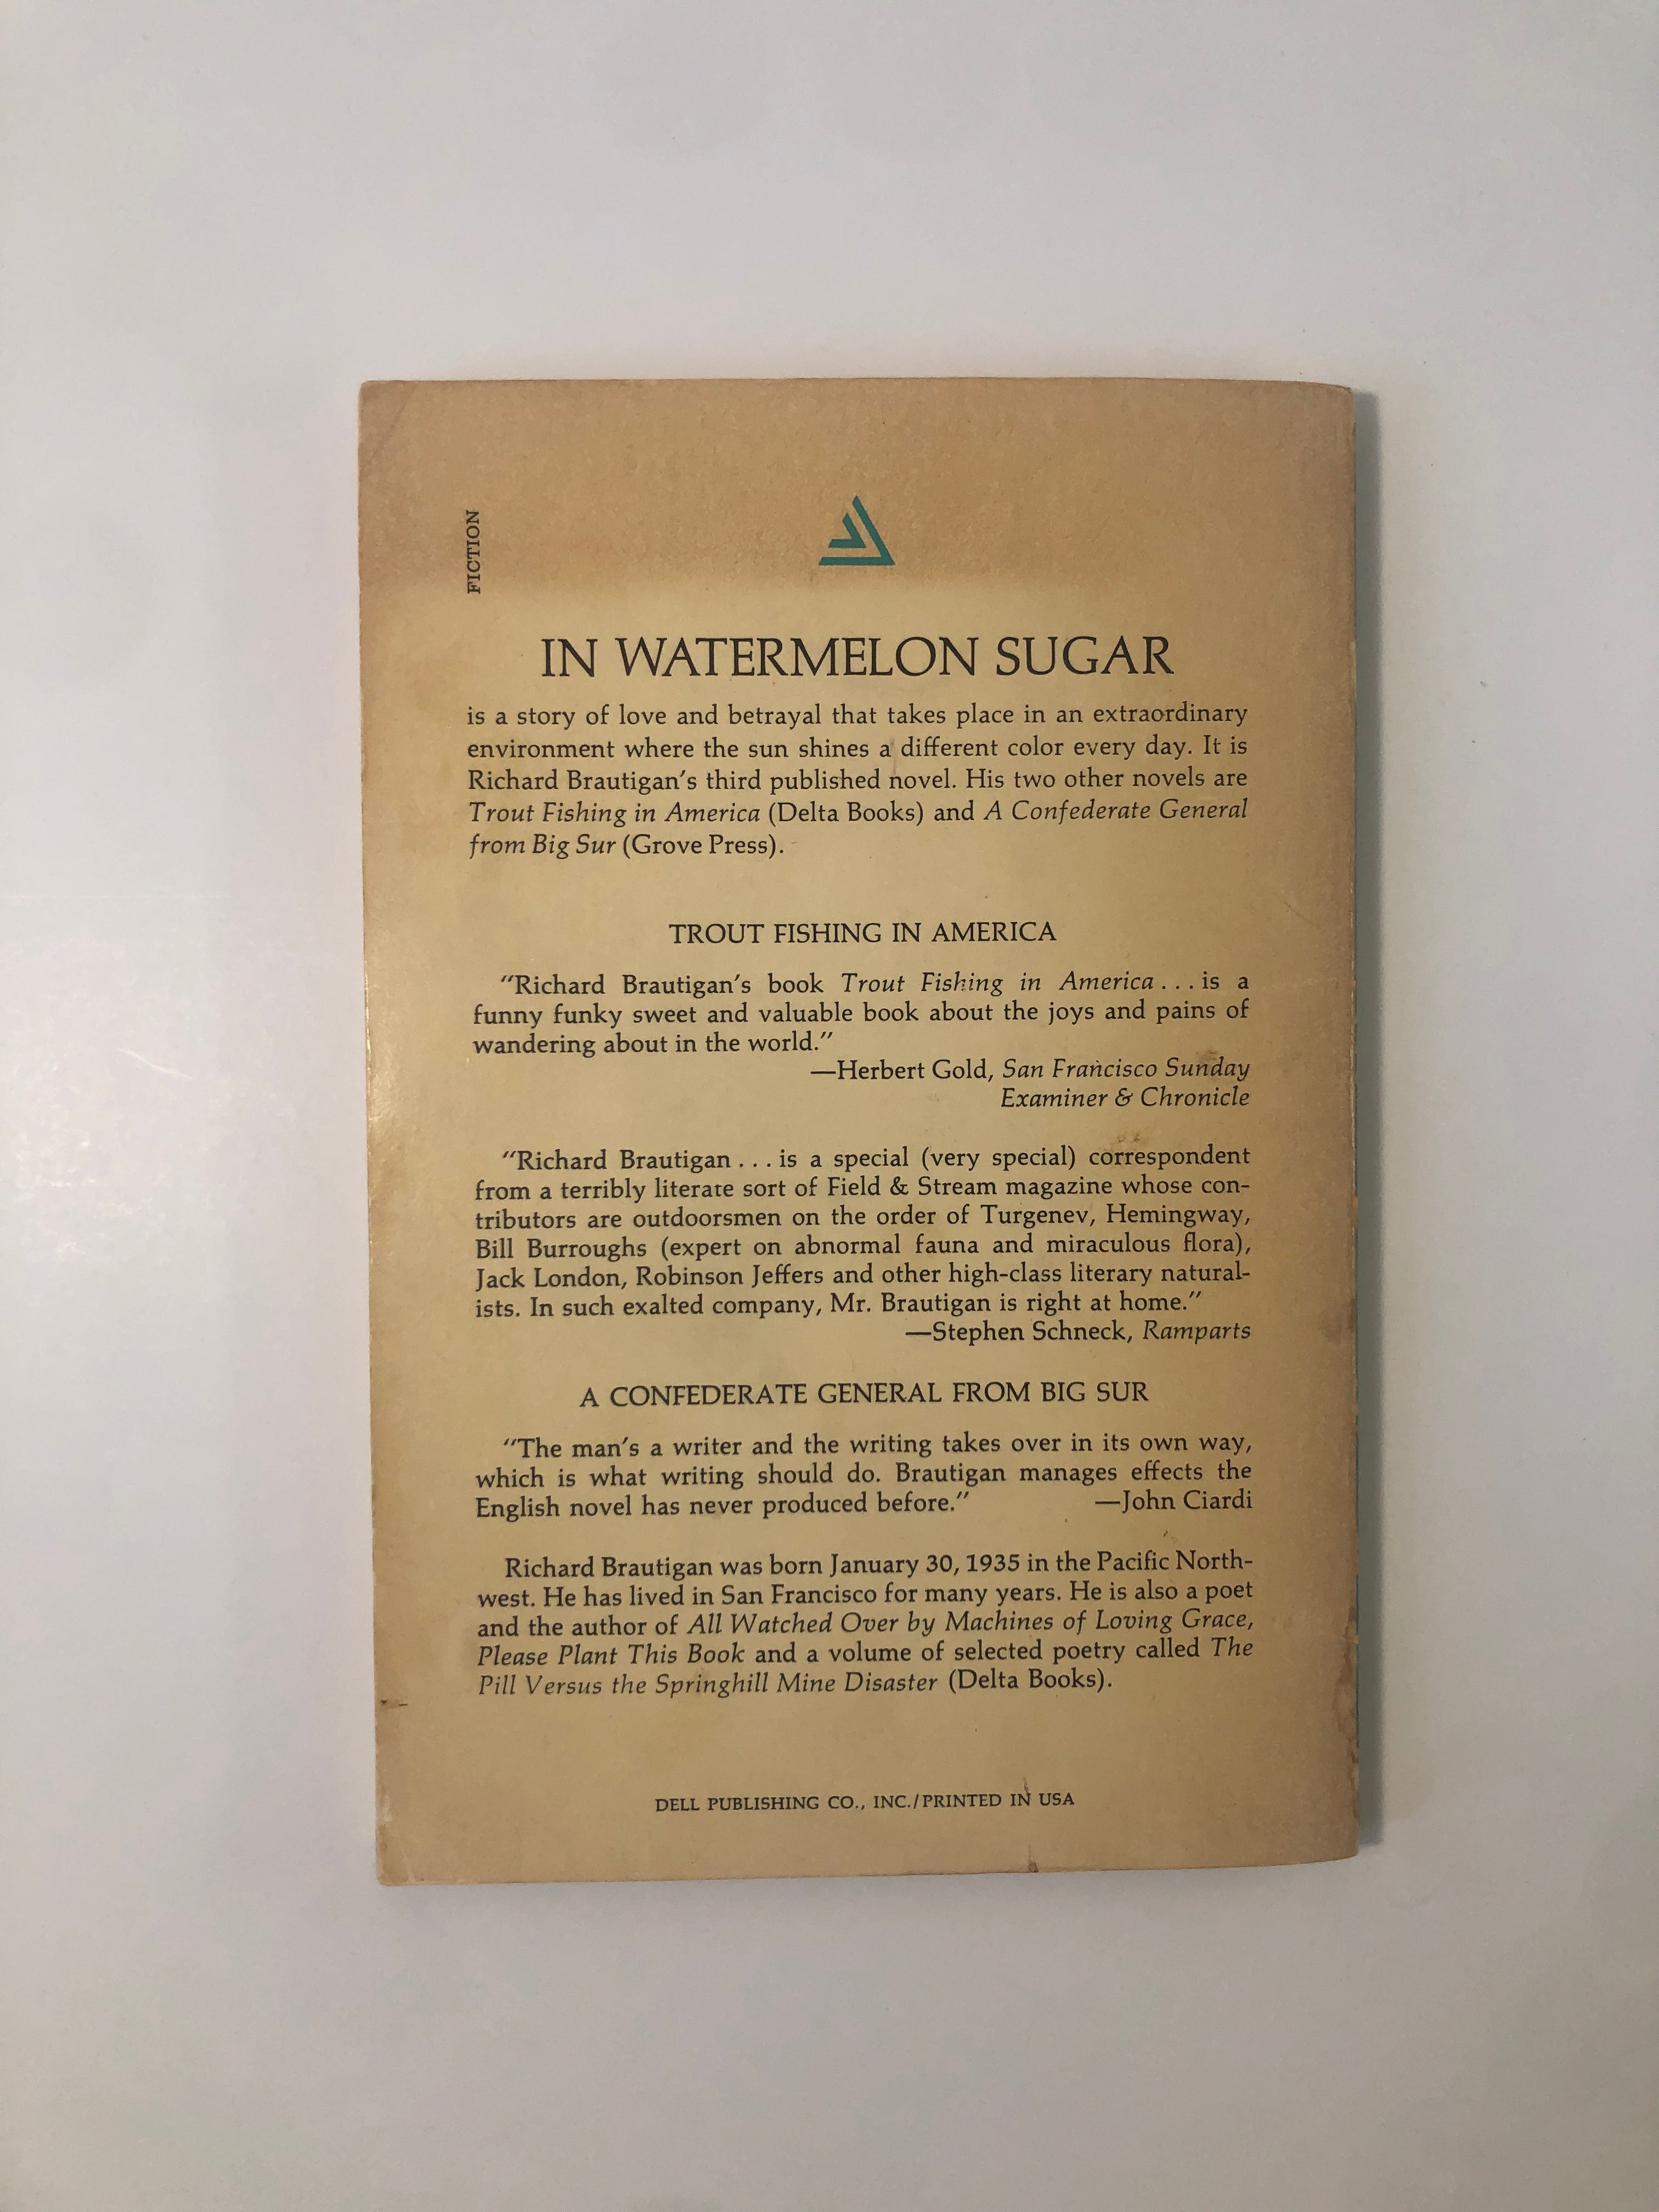 FICTION
IN WATERMELON SUGAR
is a story of love and betrayal that takes place in an extraordinary
environment where the sun shines a different color every day. It is
Richard Brautigan's third published novel. His two other novels are
Trout Fishing in America (Delta Books) and A Confederate General
from Big Sur (Grove Press).
TROUT FISHING IN AMERICA
"Richard Brautigan's book Trout Fishing in America . . . is a
funny funky sweet and valuable book about the joys and pains of
wandering about in the world."
—Herbert Gold, San Francisco Sunday
Examiner & Chronicle
"Richard Brautigan . . . is a special (very special) correspondent
from a terribly literate sort of Field & Stream magazine whose con-
tributors are outdoorsmen on the order of Turgenev, Hemingway,
Bill Burroughs (expert on abnormal fauna and miraculous flora),
Jack London, Robinson Jeffers and other high-class literary natural-
ists. In such exalted company, Mr. Brautigan is right at home."
—Stephen Schneck, Ramparts
A CONFEDERATE GENERAL FROM BIG SUR
"The man's a writer and the writing takes over in its own way,
which is what writing should do. Brautigan manages effects the
English novel has never produced before." —John Ciardi
Richard Brautigan was born January 30, 1935 in the Pacific North-
west. He has lived in San Francisco for many years. He is also a poet
and the author of All Watched Over by Machines of Loving Grace,
Please Plant This Book and a volume of selected poetry called The
Pill Versus the Springhill Mine Disaster (Delta Books).
DELL PUBLISHING CO., INC./PRINTED IN USA